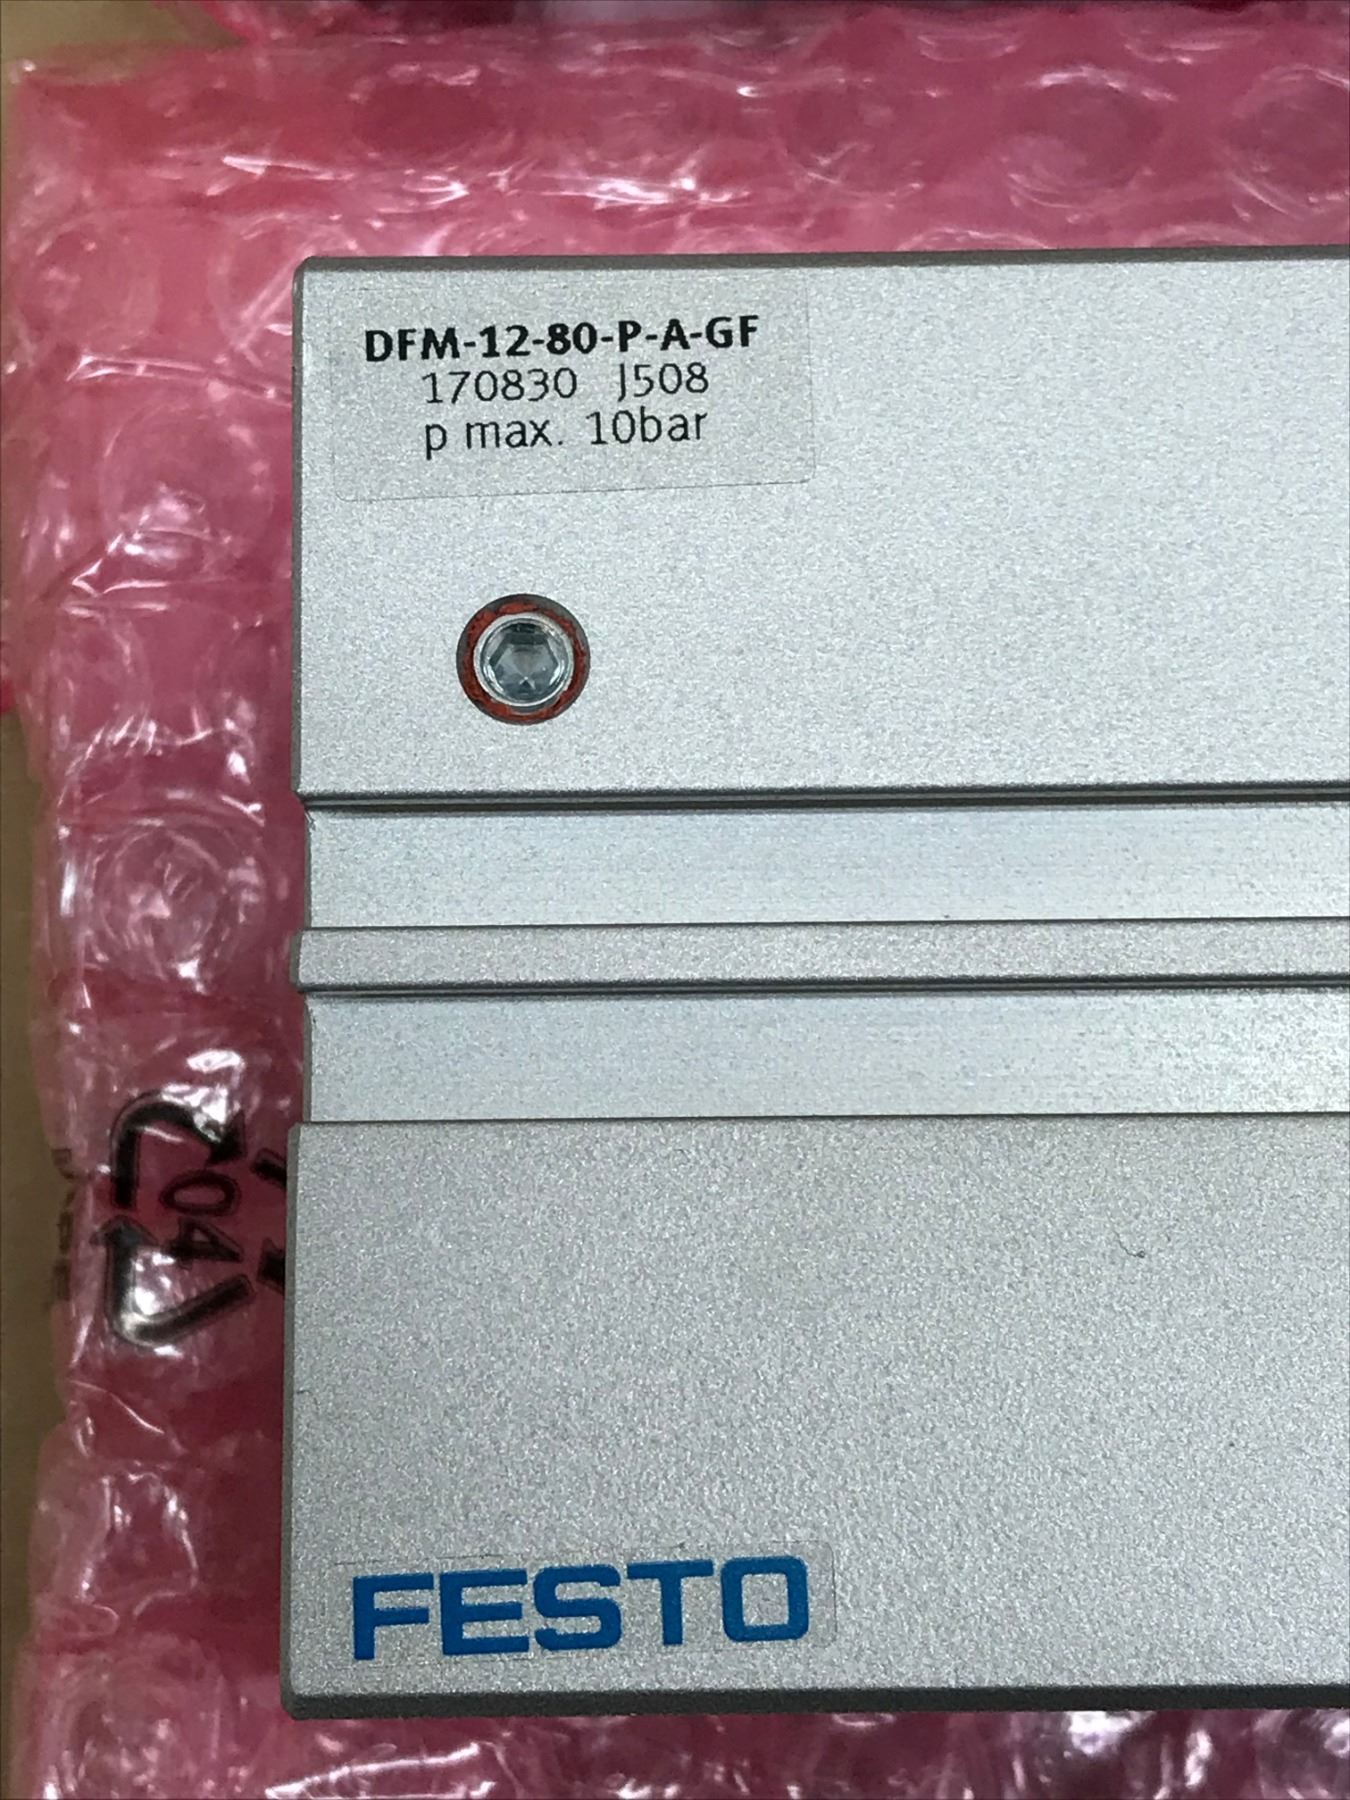 DFM-12-80-P-A-GF
170830 J508
p max. 10bar
04
FESTO